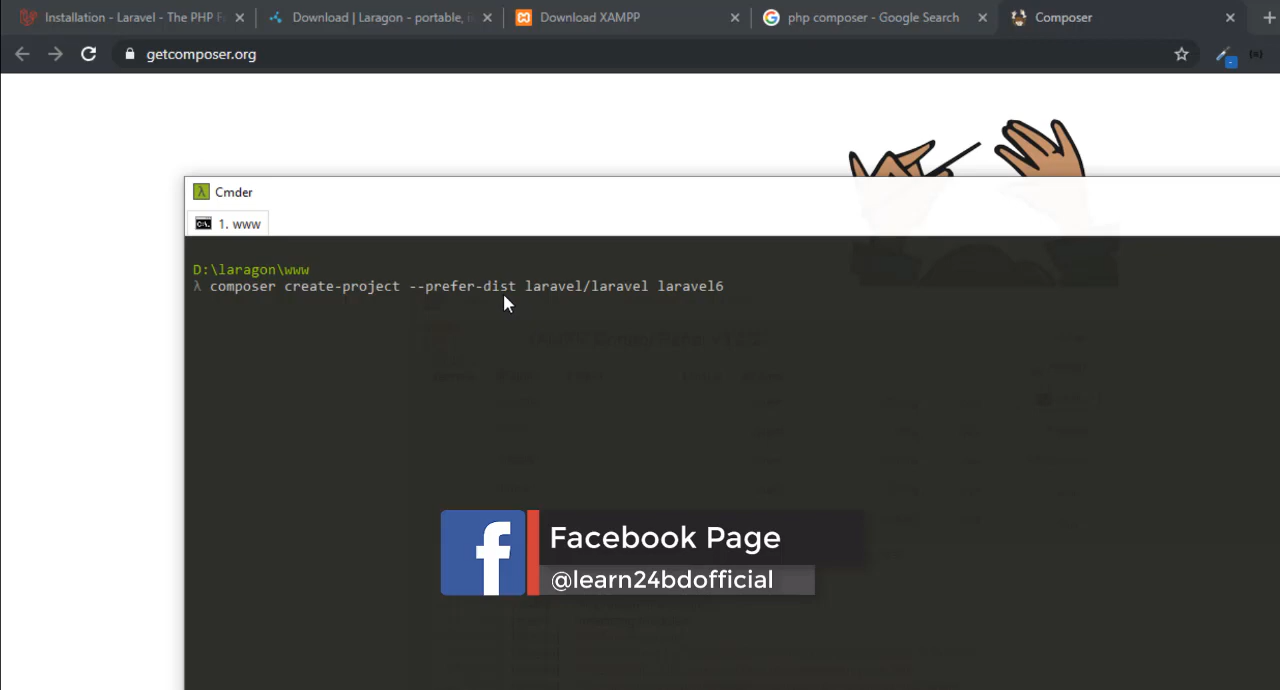 Installation - Laravel - The PHP F
Download | Laragon - portable, i
Download XAMPP
php composer - Google Search
Composer
getcomposer.org
Cmder
1. www
D:\laragon\www
λ composer create-project --prefer-dist laravel/laravel laravel6
Facebook Page
@learn24bdofficial